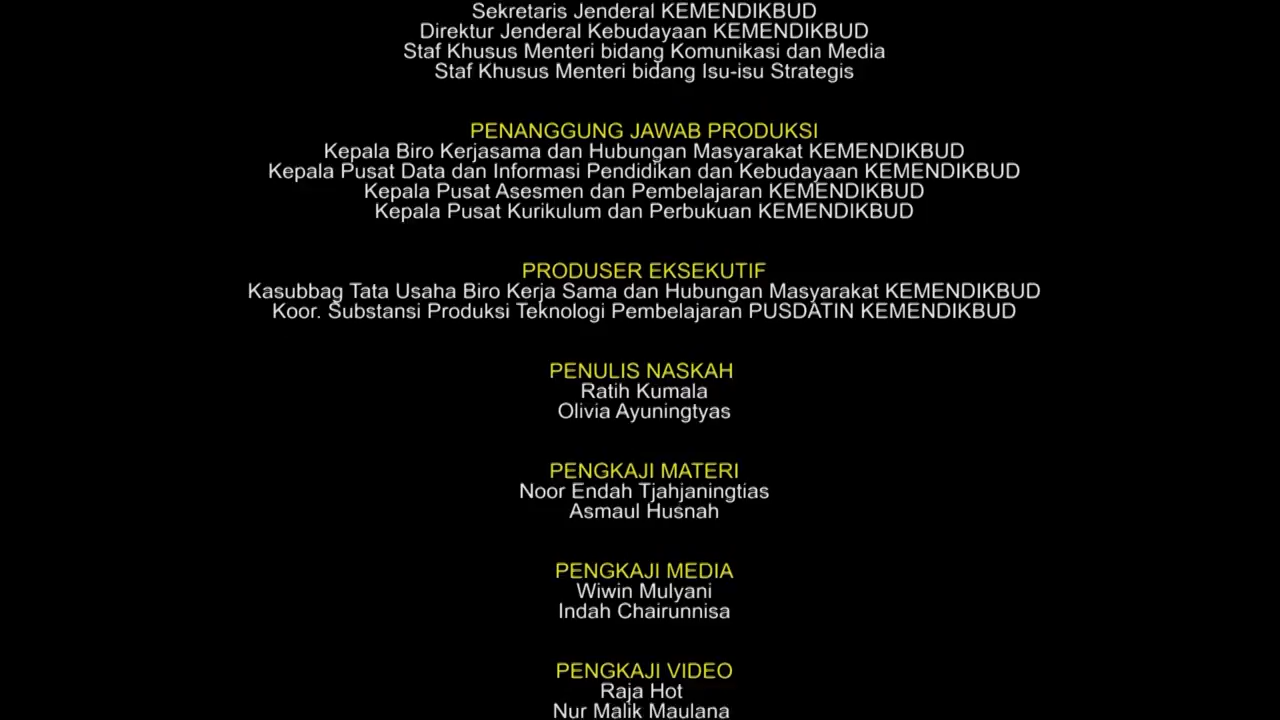 Sekretaris Jenderal KEMENDIKBUD
Direktur Jenderal Kebudayaan KEMENDIKBUD
Staf Khusus Menteri bidang Komunikasi dan Media
Staf Khusus Menteri bidang Isu-isu Strategis
PENANGGUNG JAWAB PRODUKSI
Kepala Biro Kerjasama dan Hubungan Masyarakat KEMENDIKBUD
Kepala Pusat Data dan Informasi Pendidikan dan Kebudayaan KEMENDIKBUD
Kepala Pusat Asesmen dan Pembelajaran KEMENDIKBUD
Kepala Pusat Kurikulum dan Perbukuan KEMENDIKBUD
PRODUSER EKSEKUTIF
Kasubbag Tata Usaha Biro Kerja Sama dan Hubungan Masyarakat KEMENDIKBUD
Koor. Substansi Produksi Teknologi Pembelajaran PUSDATIN KEMENDIKBUD
PENULIS NASKAH
Ratih Kumala
Olivia Ayuningtyas
PENGKAJI MATERI
Noor Endah Tjahjaningtias
Asmaul Husnah
PENGKAJI MEDIA
Wiwin Mulyani
Indah Chairunnisa
PENGKAJI VIDEO
Raja Hot
Nur Malik Maulana